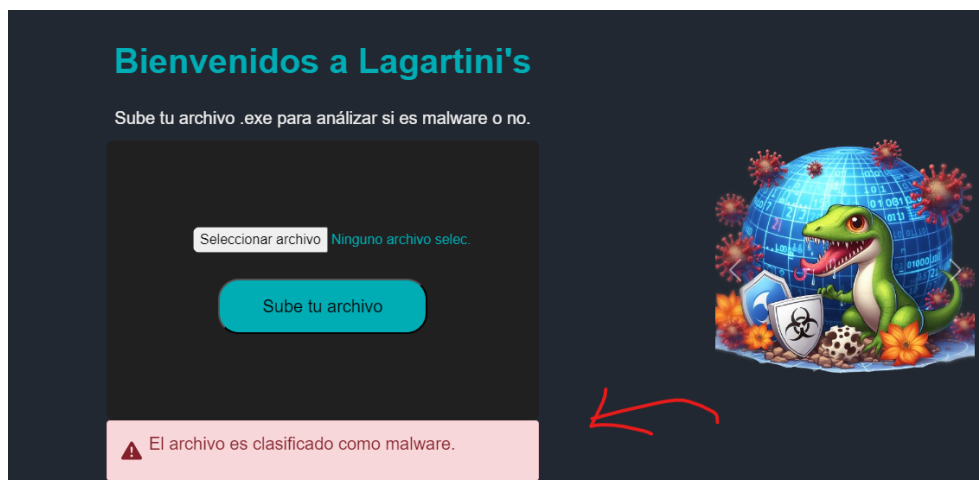 Bienvenidos a Lagartini's
Sube tu archivo .exe para análizar si es malware o no.
Seleccionar archivo Ninguno archivo selec.
Sube tu archivo
El archivo es clasificado como malware.